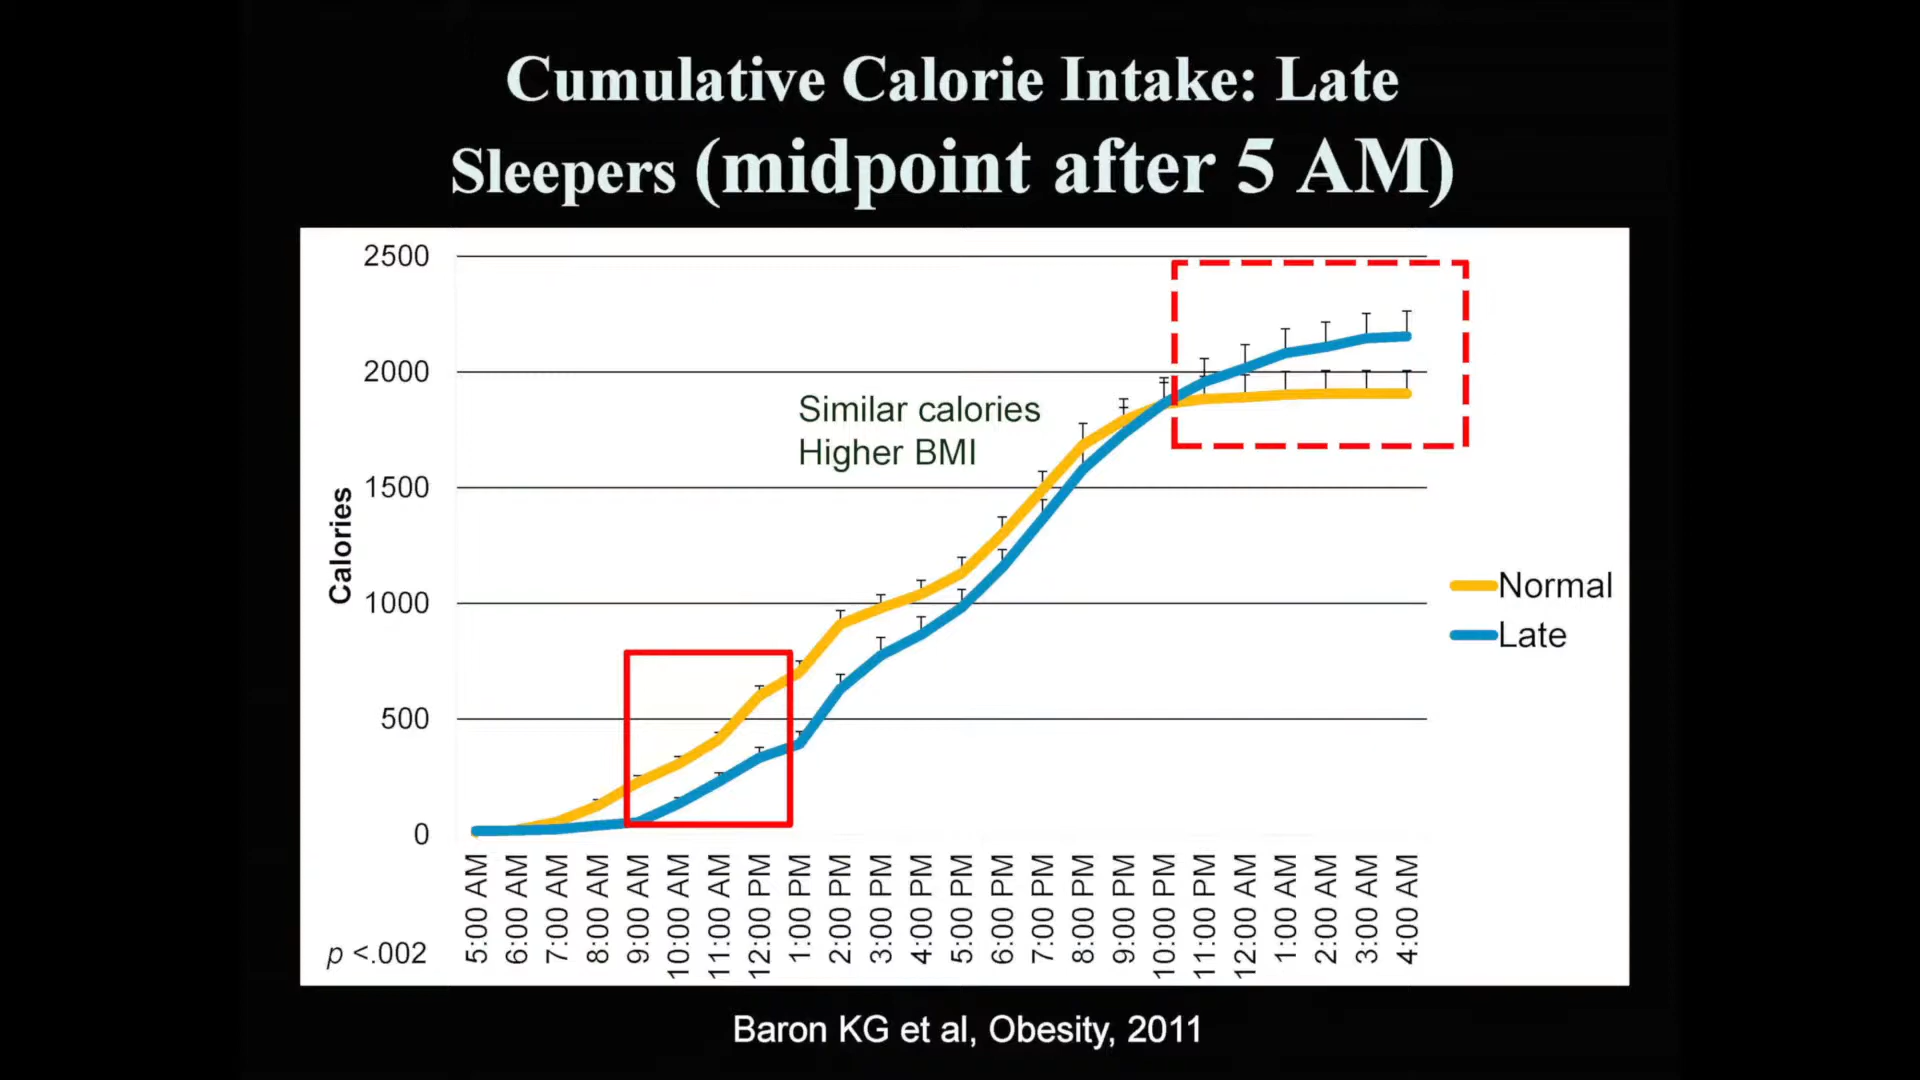 Cumulative Calorie Intake: Late
Sleepers (midpoint after 5 AM)
2500
2000
1500
1000
500
0
Calories
Similar calories
Higher BMI
Normal
Late
5:00 AM
6:00 AM
7:00 AM
8:00 AM
9:00 AM
10:00 AM
11:00 AM
12:00 PM
1:00 PM
2:00 PM
3:00 PM
4:00 PM
5:00 PM
6:00 PM
7:00 PM
8:00 PM
9:00 PM
10:00 PM
11:00 PM
12:00 AM
1:00 AM
2:00 AM
3:00 AM
4:00 AM
p <.002
Baron KG et al, Obesity, 2011